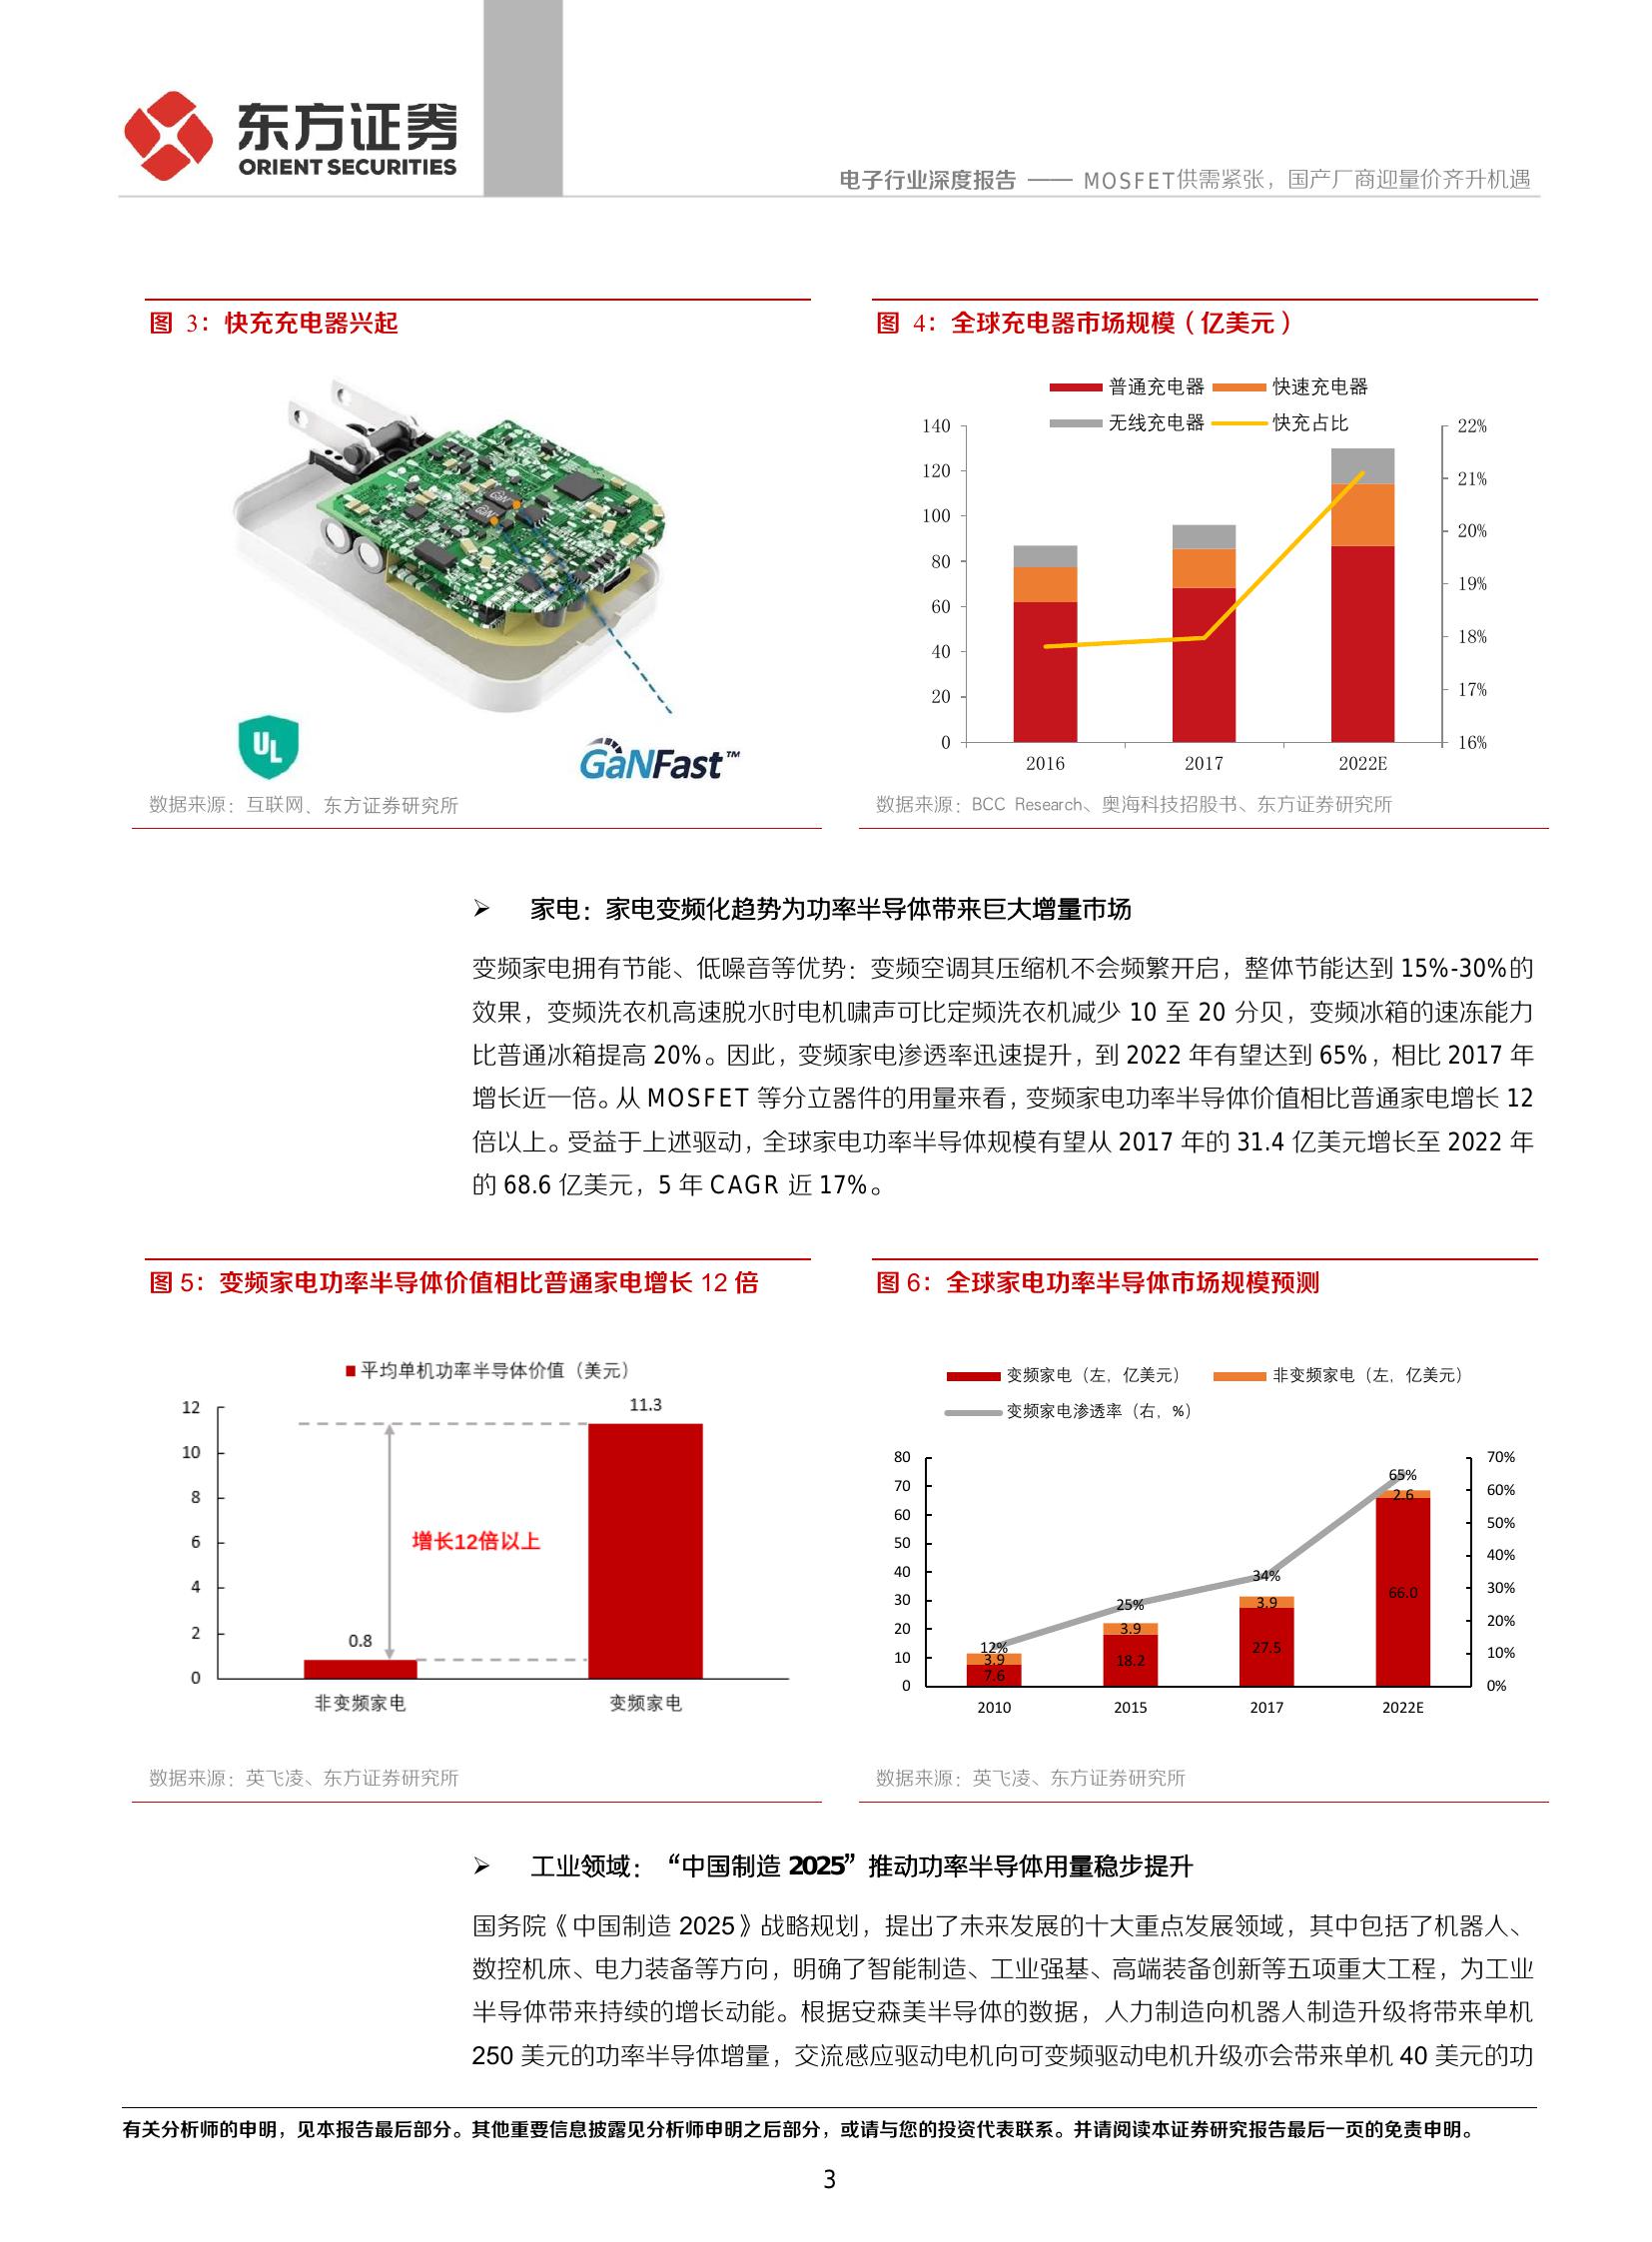 东方证券
ORIENT SECURITIES
电子行业深度报告 —— MOSFET供需紧张，国产厂商迎量价齐升机遇
图 3：快充充电器兴起
GaN
GaN
UL
GaNFast™
数据来源：互联网、东方证券研究所
图 4：全球充电器市场规模（亿美元）
普通充电器 快速充电器
无线充电器 快充占比
140
120
100
80
60
40
20
0
22%
21%
20%
19%
18%
17%
16%
2016 2017 2022E
数据来源：BCC Research、奥海科技招股书、东方证券研究所
➢ 家电：家电变频化趋势为功率半导体带来巨大增量市场
变频家电拥有节能、低噪音等优势：变频空调其压缩机不会频繁开启，整体节能达到 15%-30%的
效果，变频洗衣机高速脱水时电机啸声可比定频洗衣机减少 10 至 20 分贝，变频冰箱的速冻能力
比普通冰箱提高 20%。因此，变频家电渗透率迅速提升，到 2022 年有望达到 65%，相比 2017 年
增长近一倍。从 MOSFET 等分立器件的用量来看，变频家电功率半导体价值相比普通家电增长 12
倍以上。受益于上述驱动，全球家电功率半导体规模有望从 2017 年的 31.4 亿美元增长至 2022 年
的 68.6 亿美元，5 年 CAGR 近 17%。
图 5：变频家电功率半导体价值相比普通家电增长 12 倍
平均单机功率半导体价值（美元）
12
10
8
6
4
2
0
11.3
增长12倍以上
0.8
非变频家电 变频家电
数据来源：英飞凌、东方证券研究所
图 6：全球家电功率半导体市场规模预测
变频家电（左，亿美元） 非变频家电（左，亿美元）
变频家电渗透率（右，%）
80
70
60
50
40
30
20
10
0
12%
3.9
7.6
25%
3.9
18.2
34%
3.9
27.5
65%
2.6
66.0
70%
60%
50%
40%
30%
20%
10%
0%
2010 2015 2017 2022E
数据来源：英飞凌、东方证券研究所
➢ 工业领域：“中国制造 2025”推动功率半导体用量稳步提升
国务院《中国制造 2025》战略规划，提出了未来发展的十大重点发展领域，其中包括了机器人、
数控机床、电力装备等方向，明确了智能制造、工业强基、高端装备创新等五项重大工程，为工业
半导体带来持续的增长动能。根据安森美半导体的数据，人力制造向机器人制造升级将带来单机
250 美元的功率半导体增量，交流感应驱动电机向可变频驱动电机升级亦会带来单机 40 美元的功
有关分析师的申明，见本报告最后部分。其他重要信息披露见分析师申明之后部分，或请与您的投资代表联系。并请阅读本证券研究报告最后一页的免责申明。
3